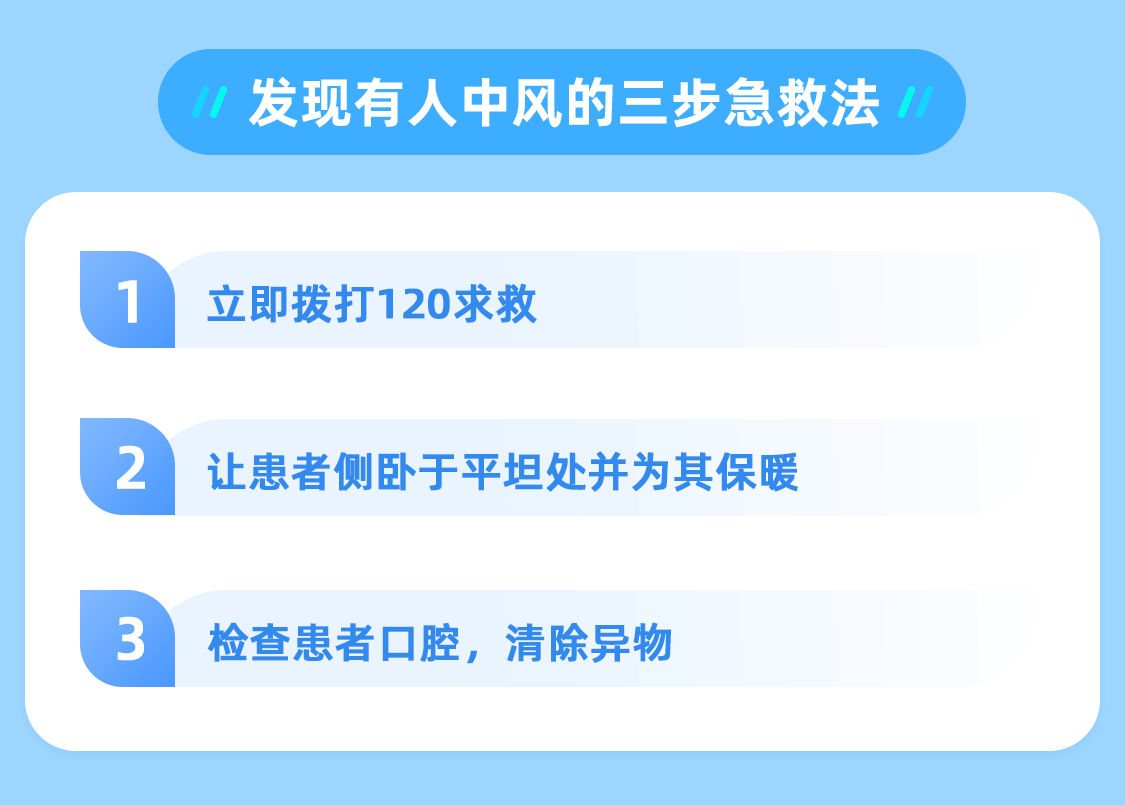 发现有人中风的三步急救法
1 立即拨打120求救
2 让患者侧卧于平坦处并为其保暖
3 检查患者口腔，清除异物